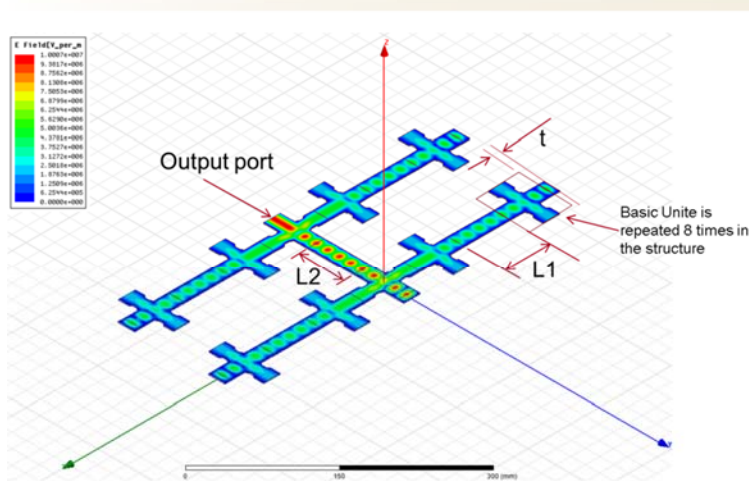 E Field[V_per_m
1.0007e+007
9.3817e+006
8.7562e+006
8.1308e+006
7.5053e+006
6.8799e+006
6.2544e+006
5.6290e+006
5.0036e+006
4.3781e+006
3.7527e+006
3.1272e+006
2.5018e+006
1.8763e+006
1.2509e+006
6.2544e+005
0.0000e+000
Z
t
Output port
Basic Unite is
repeated 8 times in
the structure
L2
L1
0
150
300 (mm)